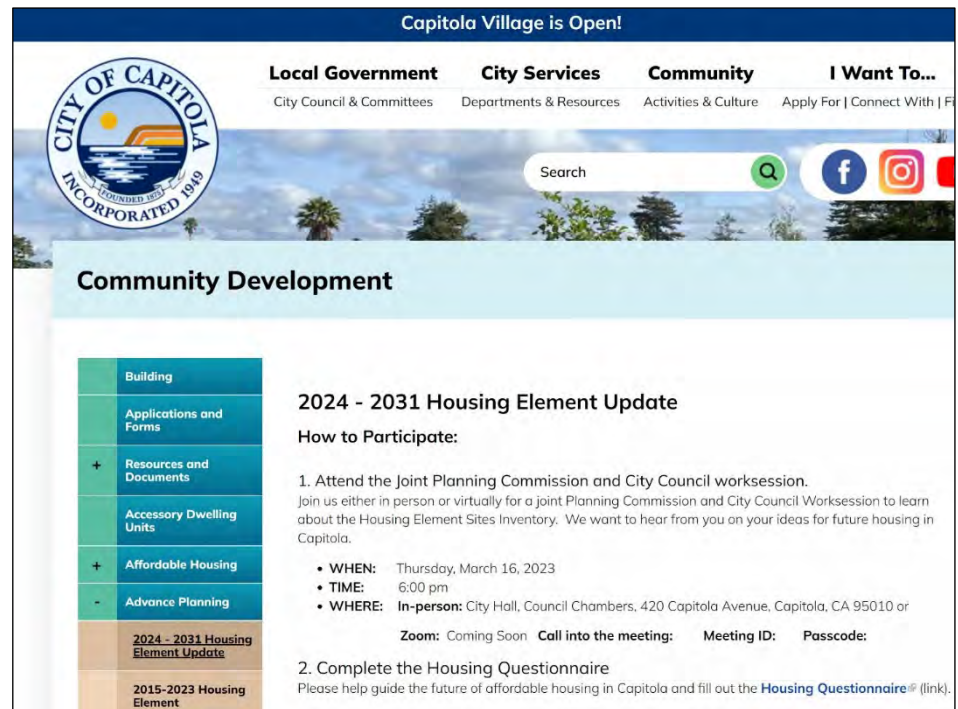 Capitola Village is Open!
CITY OF CAPITOLA
FOUNDED 1875
INCORPORATED 1949
Local Government City Services Community I Want To...
City Council & Committees Departments & Resources Activities & Culture Apply For | Connect With | Fi
Search
Community Development
Building
Applications and
Forms
+ Resources and
Documents
Accessory Dwelling
Units
+ Affordable Housing
- Advance Planning
2024 - 2031 Housing
Element Update
2015-2023 Housing
Element
2024 - 2031 Housing Element Update
How to Participate:
1. Attend the Joint Planning Commission and City Council worksession.
Join us either in person or virtually for a joint Planning Commission and City Council Worksession to learn
about the Housing Element Sites Inventory. We want to hear from you on your ideas for future housing in
Capitola.
• WHEN: Thursday, March 16, 2023
• TIME: 6:00 pm
• WHERE: In-person: City Hall, Council Chambers, 420 Capitola Avenue, Capitola, CA 95010 or
Zoom: Coming Soon Call into the meeting: Meeting ID: Passcode:
2. Complete the Housing Questionnaire
Please help guide the future of affordable housing in Capitola and fill out the Housing Questionnaire (link).